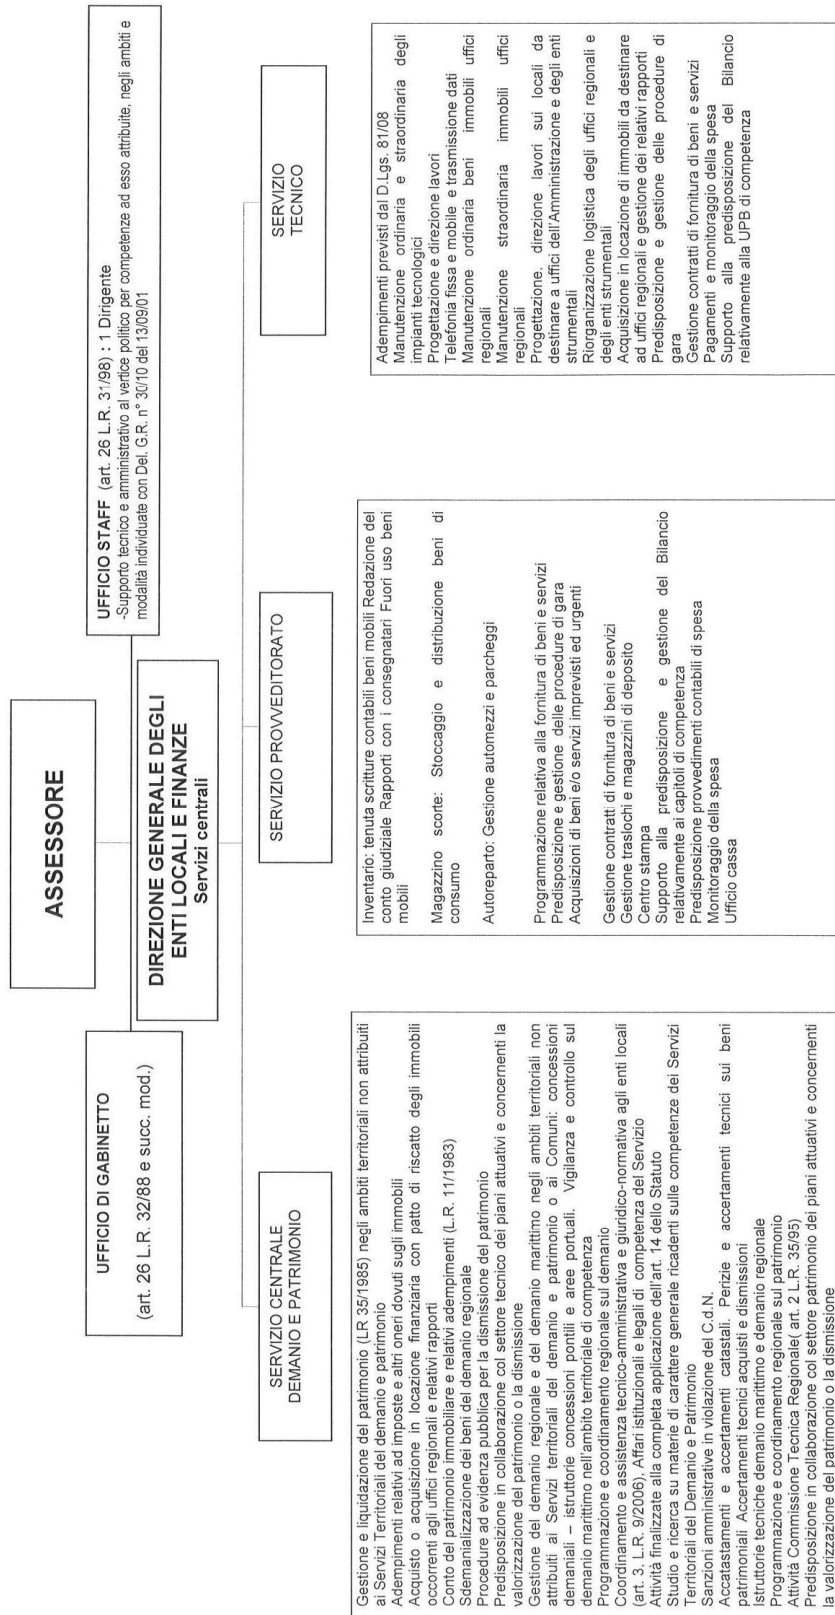 ASSESSORE
UFFICIO DI GABINETTO
(art. 26 L.R. 32/88 e succ. mod.)
UFFICIO STAFF (art. 26 L.R. 31/98) : 1 Dirigente
-Supporto tecnico e amministrativo al vertice politico per competenze ad esso attribuite, negli ambiti e
modalità individuate con Del. G.R. n° 30/10 del 13/09/01
DIREZIONE GENERALE DEGLI
ENTI LOCALI E FINANZE
Servizi centrali
SERVIZIO CENTRALE
DEMANIO E PATRIMONIO
SERVIZIO PROVVEDITORATO
SERVIZIO
TECNICO
Gestione e liquidazione del patrimonio (LR 35/1985) negli ambiti territoriali non attribuiti
ai Servizi Territoriali del demanio e patrimonio
Adempimenti relativi ad imposte e altri oneri dovuti sugli immobili
Acquisto o acquisizione in locazione finanziaria con patto di riscatto degli immobili
occorrenti agli uffici regionali e relativi rapporti
Conto del patrimonio immobiliare e relativi adempimenti (L.R. 11/1983)
Sdemanializzazione dei beni del demanio regionale
Procedure ad evidenza pubblica per la dismissione del patrimonio
Predisposizione in collaborazione col settore tecnico dei piani attuativi e concernenti la
valorizzazione del patrimonio o la dismissione
Gestione del demanio regionale e del demanio marittimo negli ambiti territoriali non
attribuiti ai Servizi territoriali del demanio e patrimonio o ai Comuni: concessioni
demaniali – istruttorie concessioni pontili e aree portuali. Vigilanza e controllo sul
demanio marittimo nell'ambito territoriale di competenza
Programmazione e coordinamento regionale sul demanio
Coordinamento e assistenza tecnico-amministrativa e giuridico-normativa agli enti locali
(art. 3, L.R. 9/2006), Affari istituzionali e legali di competenza del Servizio
Attività finalizzate alla completa applicazione dell'art. 14 dello Statuto
Studio e ricerca su materie di carattere generale ricadenti sulle competenze dei Servizi
Territoriali del Demanio e Patrimonio
Sanzioni amministrative in violazione del C.d.N.
Accatastamenti e accertamenti catastali. Perizie e accertamenti tecnici sui beni
patrimoniali Accertamenti tecnici acquisti e dismissioni
Istruttorie tecniche demanio marittimo e demanio regionale
Programmazione e coordinamento regionale sul patrimonio
Attività Commissione Tecnica Regionale( art. 2 L.R. 35/95)
Predisposizione in collaborazione col settore patrimonio dei piani attuativi e concernenti
la valorizzazione del patrimonio o la dismissione
Inventario: tenuta scritture contabili beni mobili Redazione del
conto giudiziale Rapporti con i consegnatari Fuori uso beni
mobili
Magazzino scorte: Stoccaggio e distribuzione beni di
consumo
Autoreparto: Gestione automezzi e parcheggi
Programmazione relativa alla fornitura di beni e servizi
Predisposizione e gestione delle procedure di gara
Acquisizioni di beni e/o servizi imprevisti ed urgenti
Gestione contratti di fornitura di beni e servizi
Gestione traslochi e magazzini di deposito
Centro stampa
Supporto alla predisposizione e gestione del Bilancio
relativamente ai capitoli di competenza
Predisposizione provvedimenti contabili di spesa
Monitoraggio della spesa
Ufficio cassa
Adempimenti previsti dal D.Lgs. 81/08
Manutenzione ordinaria e straordinaria degli
impianti tecnologici
Progettazione e direzione lavori
Telefonia fissa e mobile e trasmissione dati
Manutenzione ordinaria beni immobili uffici
regionali
Manutenzione straordinaria immobili uffici
regionali
Progettazione, direzione lavori sui locali da
destinare a uffici dell'Amministrazione e degli enti
strumentali
Riorganizzazione logistica degli uffici regionali e
degli enti strumentali
Acquisizione in locazione di immobili da destinare
ad uffici regionali e gestione dei relativi rapporti
Predisposizione e gestione delle procedure di
gara
Gestione contratti di fornitura di beni e servizi
Pagamenti e monitoraggio della spesa
Supporto alla predisposizione del Bilancio
relativamente alla UPB di competenza